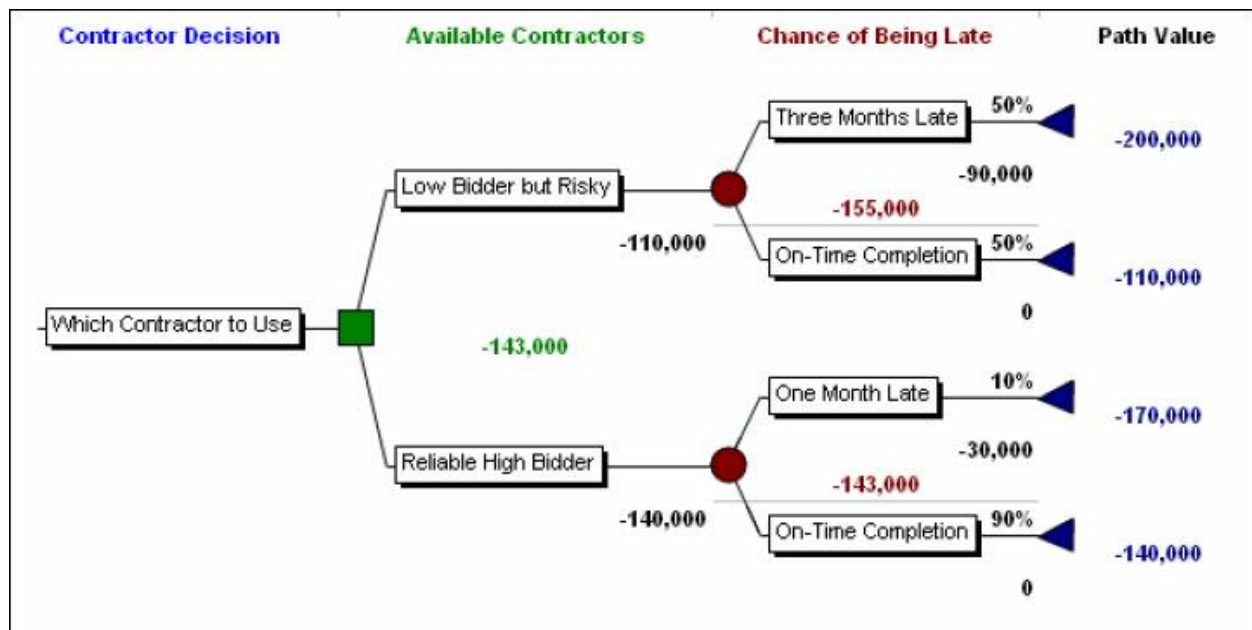 Contractor Decision Available Contractors Chance of Being Late Path Value
Three Months Late 50%
-200,000
-90,000
Low Bidder but Risky
-155,000
-110,000
On-Time Completion 50%
-110,000
0
Which Contractor to Use
-143,000
One Month Late 10%
-170,000
-30,000
Reliable High Bidder
-143,000
-140,000
On-Time Completion 90%
-140,000
0